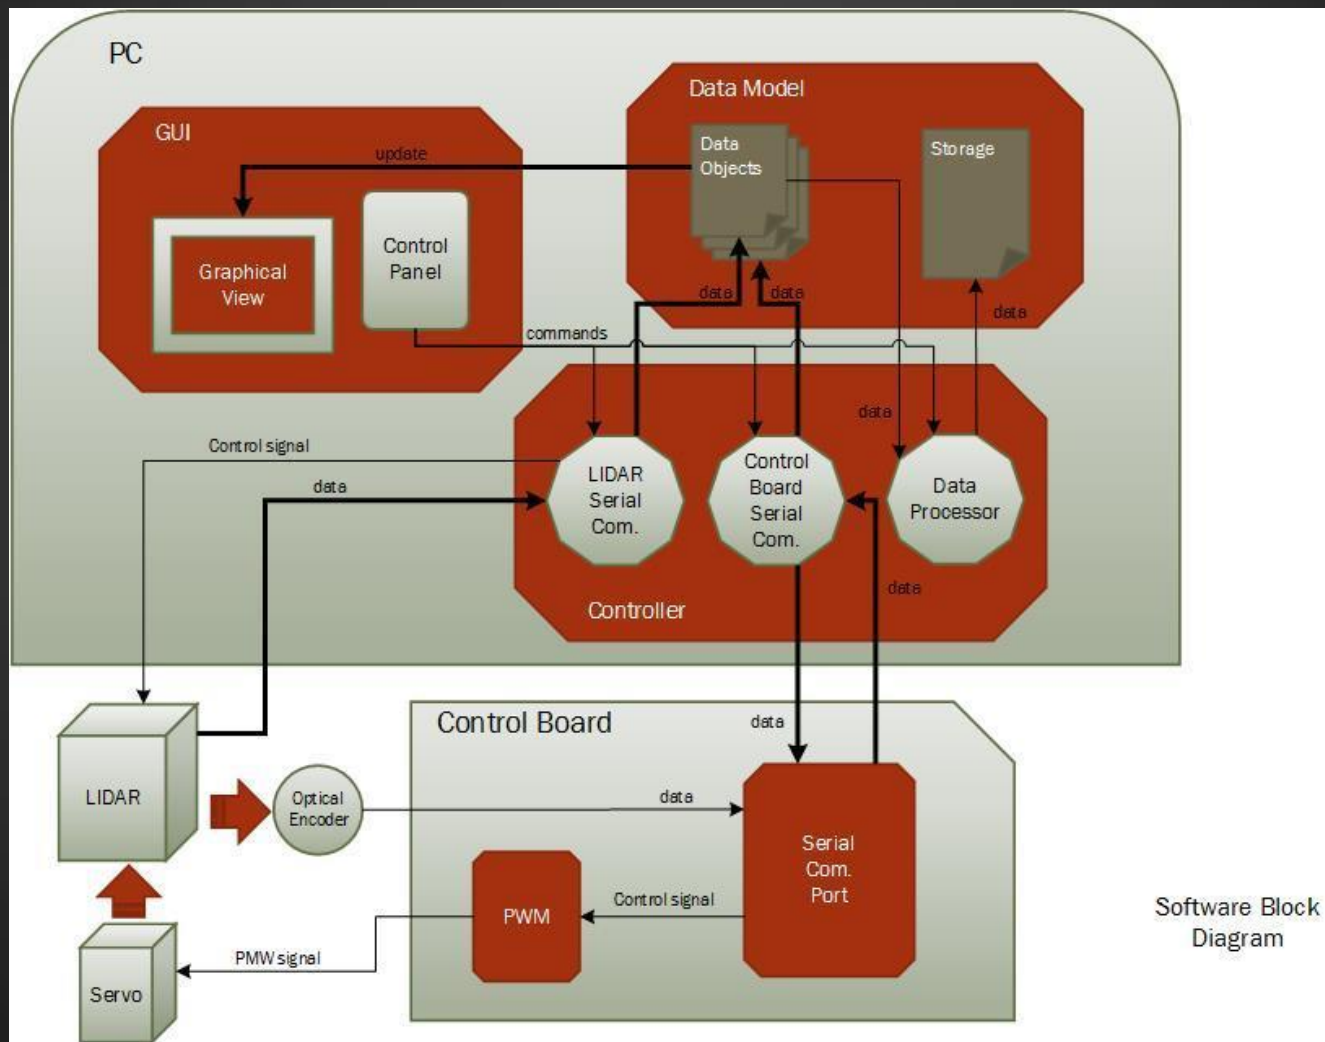 PC
Data Model
GUI
Data
Objects
Storage
update
Control
Panel
Graphical
View
data
data
data
commands
data
Control signal
data
LIDAR
Serial
Com.
Control
Board
Serial
Com.
Data
Processor
data
Controller
Control Board
data
LIDAR
Optical
Encoder
data
Serial
Com.
Port
PWM
Control signal
PMW signal
Servo
Software Block
Diagram